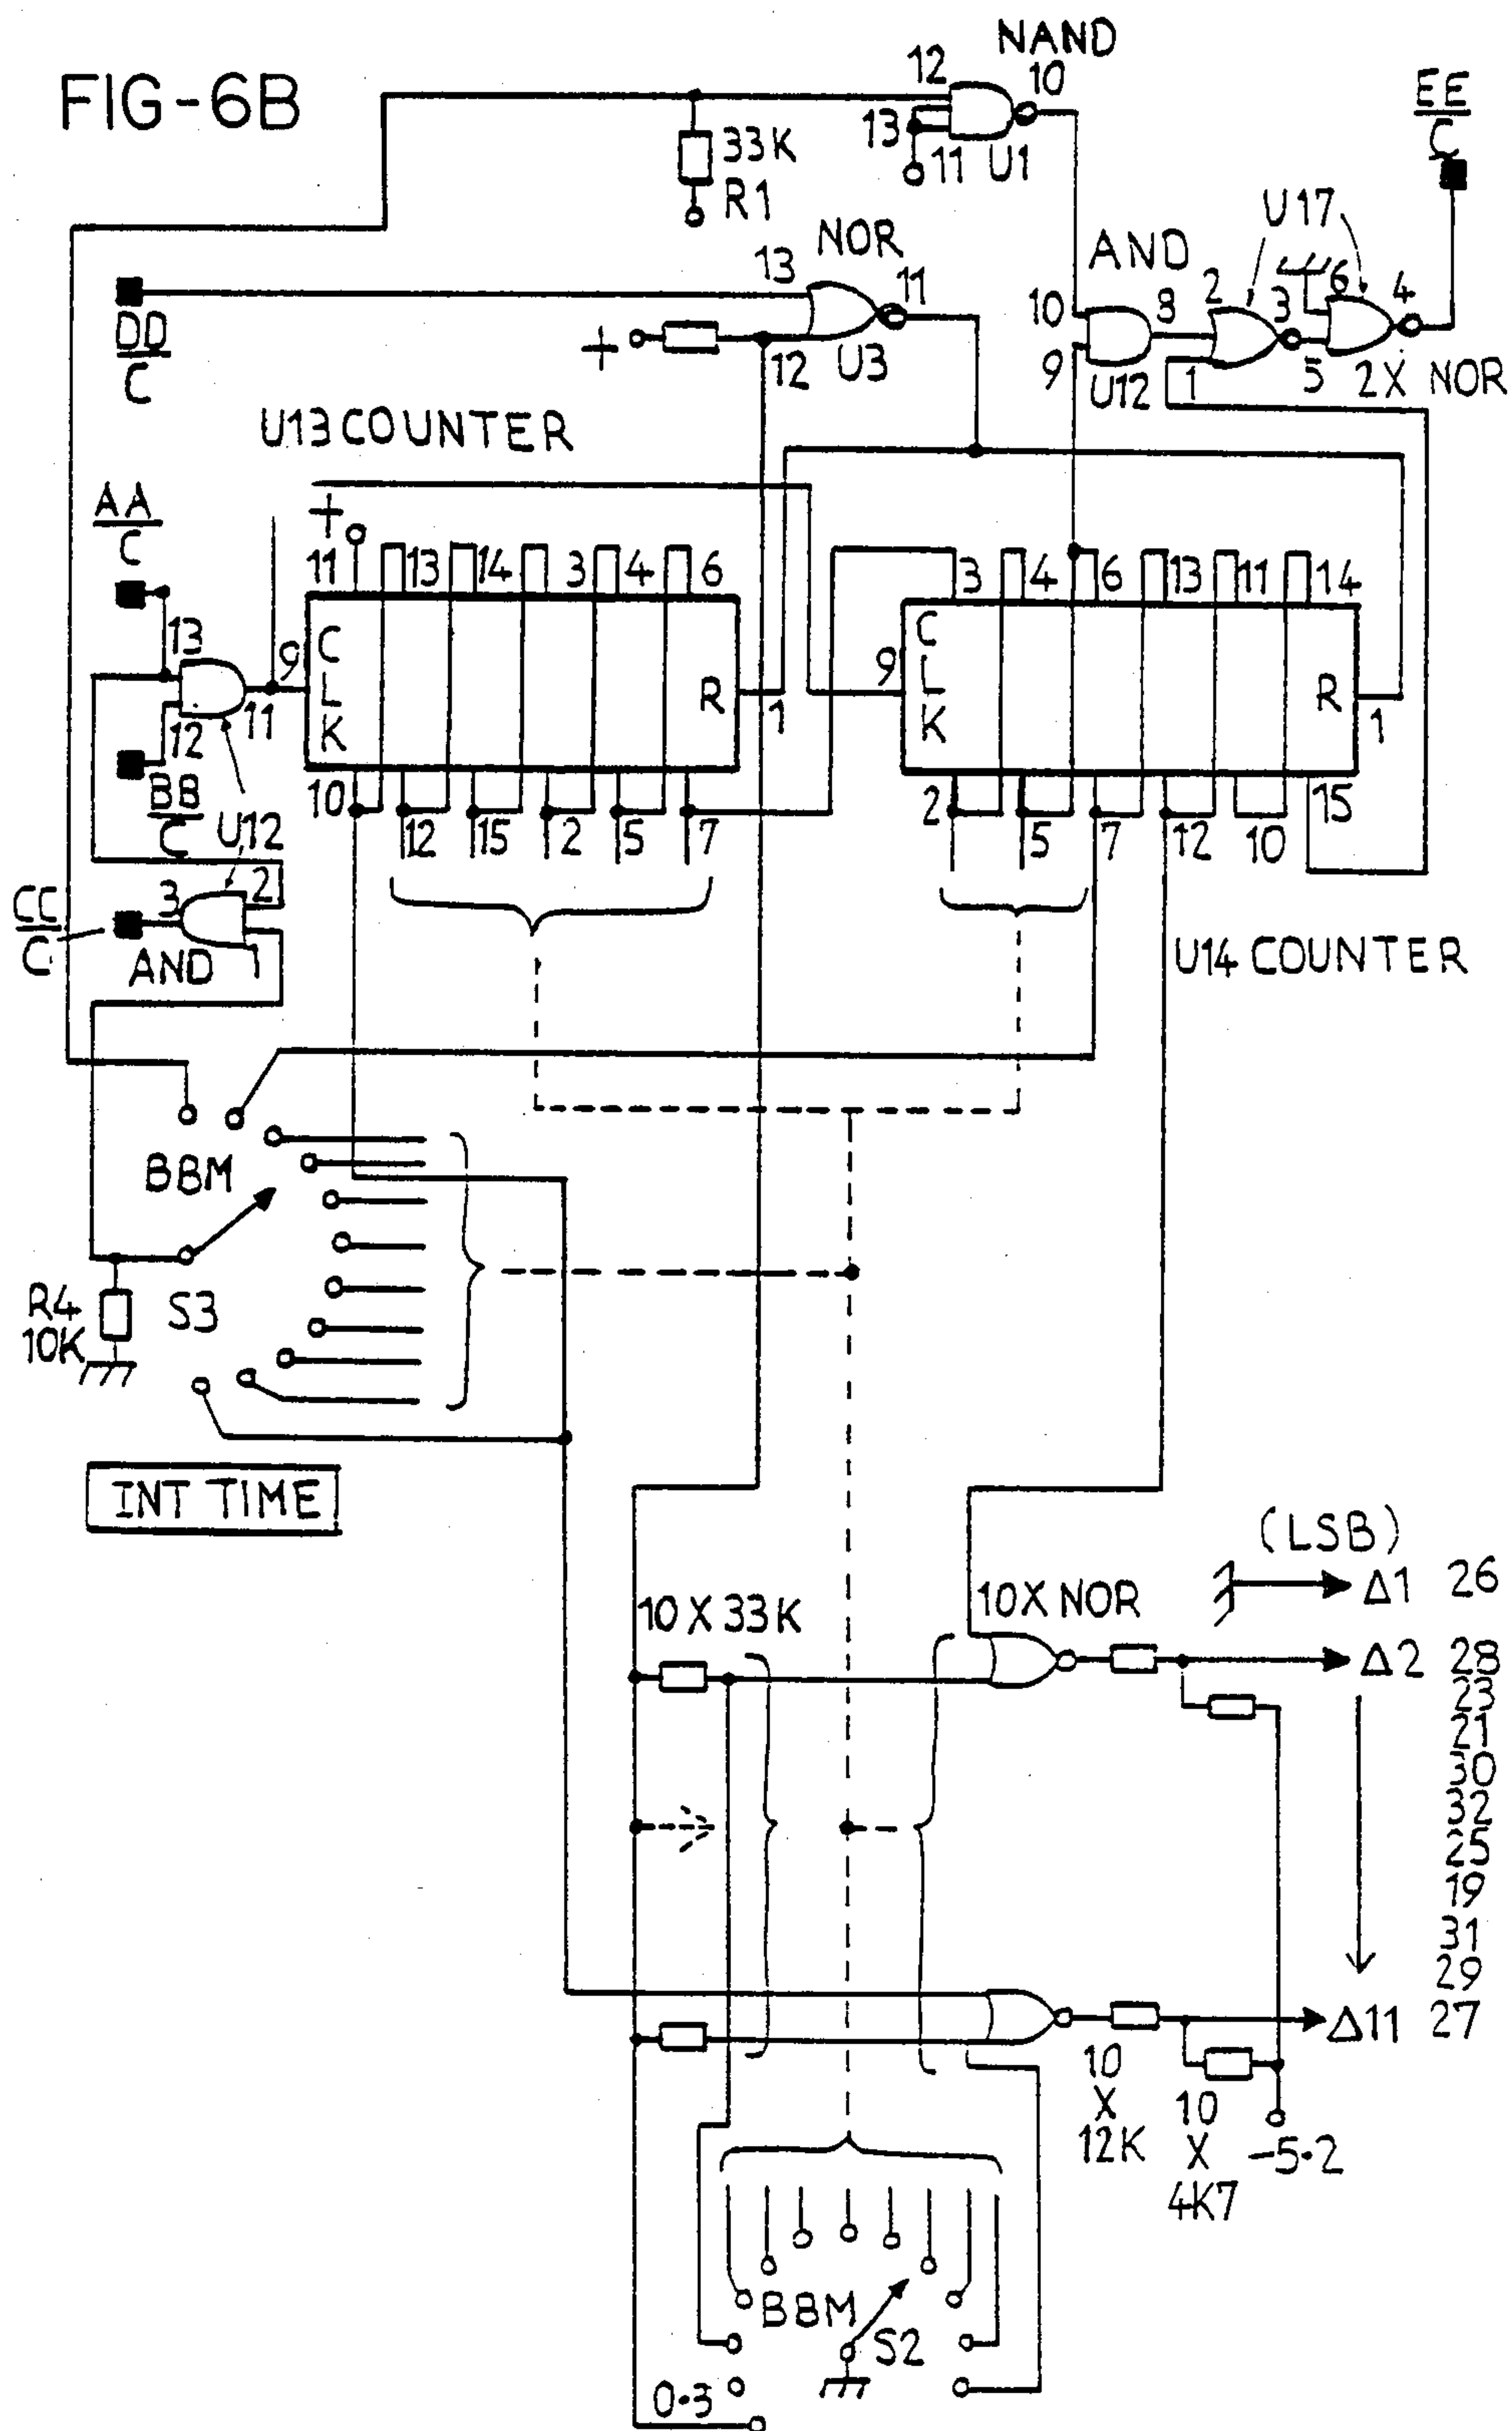 FIG-6B
NAND
12
10
13
11
U1
33K
R1
EE
C
U17
NOR
13
11
AND
DD
C
+
12
U3
10
9
8
U12
2
1
3
6
5
4
2X NOR
U13 COUNTER
AA
C
+
11
13
14
3
4
6
3
4
6
13
11
14
13
12
11
9
C
L
K
R
1
9
C
L
K
R
1
BB
C
10
12
15
2
5
7
2
5
7
12
10
15
U12
CC
C
3
2
1
AND
U14 COUNTER
BBM
R4
10K
S3
INT TIME
(LSB)
Δ1 26
10 X 33K
10X NOR
Δ2 28
23
21
30
32
25
19
31
29
Δ11 27
10
X
12K
10
X
4K7
-5·2
BBM
S2
0·3